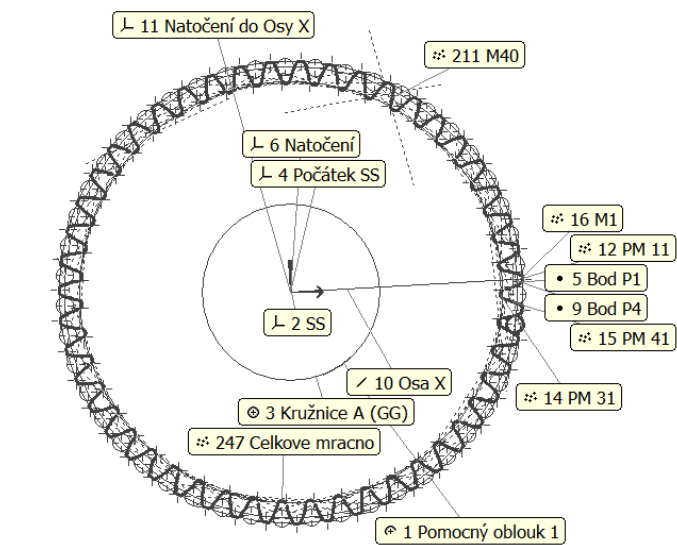 11 Natočení do Osy X
211 M40
6 Natočení
4 Počátek SS
16 M1
12 PM 11
5 Bod P1
9 Bod P4
2 SS
15 PM 41
10 Osa X
14 PM 31
3 Kružnice A (GG)
247 Celkove mracno
1 Pomocný oblouk 1